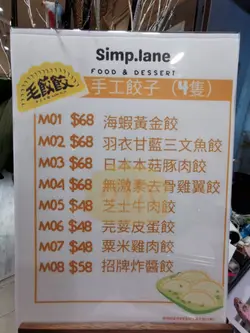 Simp.lane
FOOD & DESSERT
毛餃餃
手工餃子 (4隻)
M01 $68 海蝦黃金餃
M02 $68 羽衣甘藍三文魚餃
M03 $68 日本本菇豚肉餃
M04 $68 無激素去骨雞翼餃
M05 $48 芝士牛肉餃
M06 $48 芫荽皮蛋餃
M07 $48 粟米雞肉餃
M08 $58 招牌炸醬餃